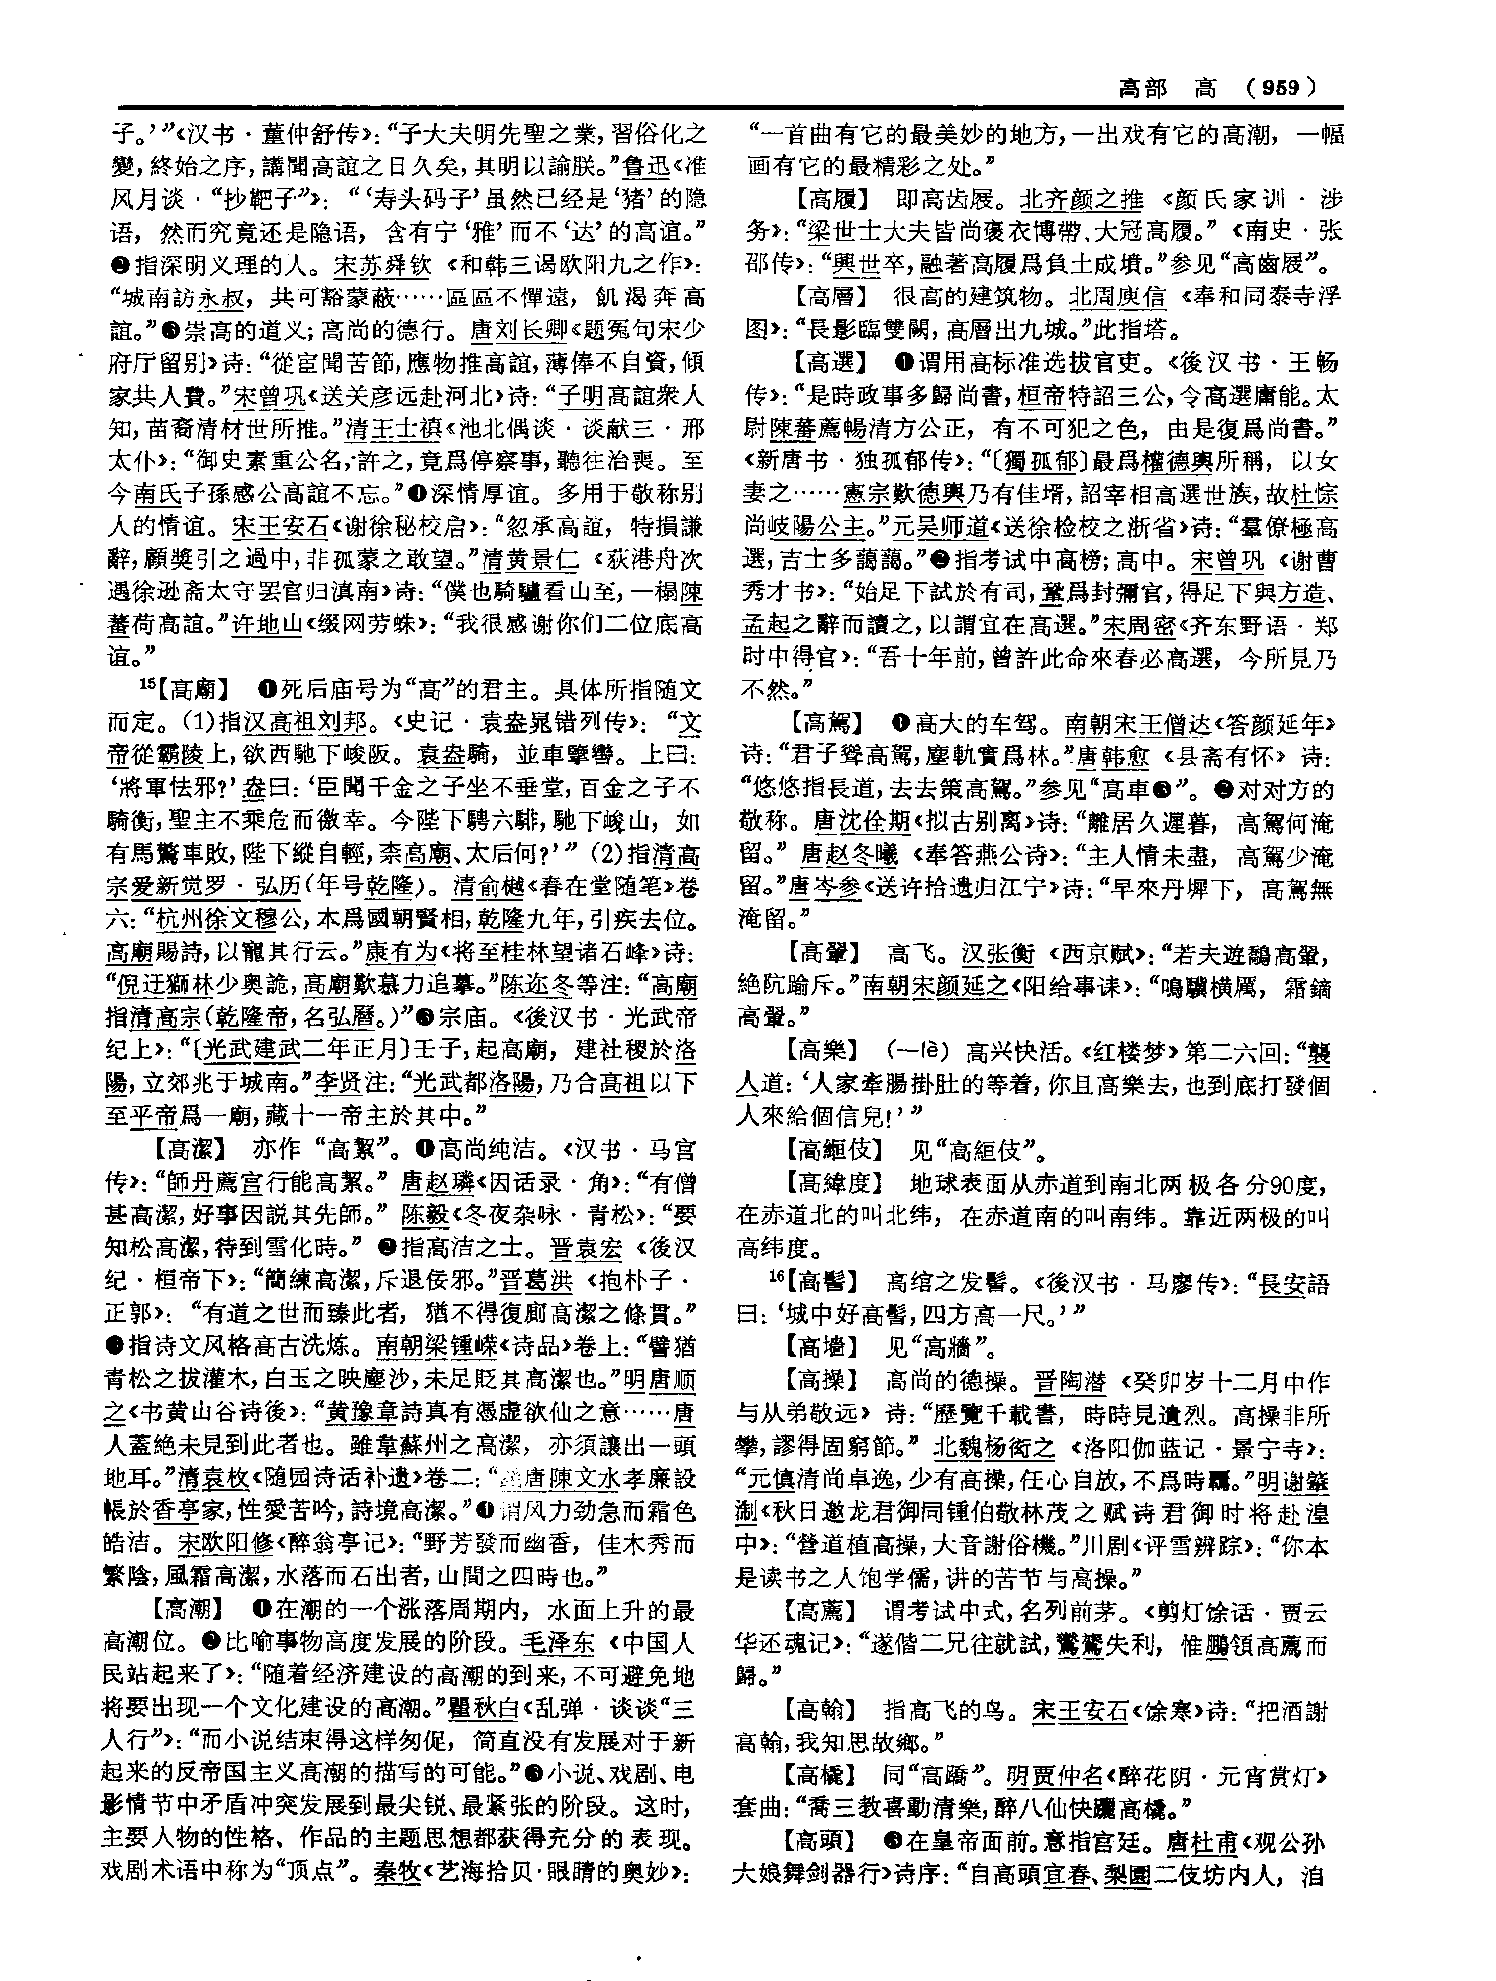 高部　高　（959）
子。’”《汉书·董仲舒传》：“子大夫明先聖之業，習俗化之
變，終始之序，講聞高誼之日久矣，其明以諭朕。”鲁迅《准
风月谈·“抄靶子”》：“‘寿头码子’虽然已经是‘猪’的隐
语，然而究竟还是隐语，含有宁‘雅’而不‘达’的高谊。”
❷指深明义理的人。宋苏舜钦《和韩三谒欧阳九之作》：
“城南訪永叔，共可豁蒙蔽……區區不憚遠，飢渴奔高
誼。”❸崇高的道义；高尚的德行。唐刘长卿《题冤句宋少
府厅留别》诗：“從宦聞苦節，應物推高誼，薄俸不自資，傾
家共人費。”宋曾巩《送关彦远赴河北》诗：“子明高誼衆人
知，苗裔清材世所推。”清王士禛《池北偶谈·谈献三·邢
太仆》：“御史素重公名，許之，竟爲停察事，聽往治喪。至
今南氏子孫感公高誼不忘。”❹深情厚谊。多用于敬称别
人的情谊。宋王安石《谢徐秘校启》：“忽承高誼，特損謙
辭，顧獎引之過中，非孤蒙之敢望。”清黄景仁《荻港舟次
遇徐逊斋太守罢官归滇南》诗：“僕也騎驢看山至，一榻陳
蕃荷高誼。”许地山《缀网劳蛛》：“我很感谢你们二位底高
谊。”
15【高廟】　❶死后庙号为“高”的君主。具体所指随文
而定。（1）指汉高祖刘邦。《史记·袁盎晁错列传》：“文
帝從霸陵上，欲西馳下峻阪。袁盎騎，並車擥轡。上曰：
‘將軍怯邪？’盎曰：‘臣聞千金之子坐不垂堂，百金之子不
騎衡，聖主不乘危而徼幸。今陛下騁六騑，馳下峻山，如
有馬驚車敗，陛下縱自輕，柰高廟、太后何？’”（2）指清高
宗爱新觉罗·弘历（年号乾隆）。清俞樾《春在堂随笔》卷
六：“杭州徐文穆公，本爲國朝賢相，乾隆九年，引疾去位。
高廟賜詩，以寵其行云。”康有为《将至桂林望诸石峰》诗：
“倪迂獅林少奥詭，高廟歎慕力追摹。”陈迩冬等注：“高廟
指清高宗（乾隆帝，名弘曆。）”❸宗庙。《後汉书·光武帝
纪上》：“〔光武建武二年正月〕壬子，起高廟，建社稷於洛
陽，立郊兆于城南。”李贤注：“光武都洛陽，乃合高祖以下
至平帝爲一廟，藏十一帝主於其中。”
【高潔】　亦作“高絜”。❶高尚纯洁。《汉书·马宫
传》：“師丹薦宫行能高絜。”唐赵璘《因话录·角》：“有僧
甚高潔，好事因説其先師。”陈毅《冬夜杂咏·青松》：“要
知松高潔，待到雪化時。”❷指高洁之士。晋袁宏《後汉
纪·桓帝下》：“簡練高潔，斥退佞邪。”晋葛洪《抱朴子·
正郭》：“有道之世而臻此者，猶不得復廁高潔之條貫。”
❸指诗文风格高古洗炼。南朝梁锺嵘《诗品》卷上：“譬猶
青松之拔灌木，白玉之映塵沙，未足貶其高潔也。”明唐顺
之《书黄山谷诗後》：“黄豫章詩真有憑虚欲仙之意……唐
人蓋絶未見到此者也。雖韋蘇州之高潔，亦須讓出一頭
地耳。”清袁枚《随园诗话补遗》卷二：“唐陳文水孝廉設
帳於香亭家，性愛苦吟，詩境高潔。”❹谓风力劲急而霜色
皓洁。宋欧阳修《醉翁亭记》：“野芳發而幽香，佳木秀而
繁陰，風霜高潔，水落而石出者，山間之四時也。”
【高潮】　❶在潮的一个涨落周期内，水面上升的最
高潮位。❷比喻事物高度发展的阶段。毛泽东《中国人
民站起来了》：“随着经济建设的高潮的到来，不可避免地
将要出现一个文化建设的高潮。”瞿秋白《乱弹·谈谈“三
人行”》：“而小说结束得这样匆促，简直没有发展对于新
起来的反帝国主义高潮的描写的可能。”❸小说、戏剧、电
影情节中矛盾冲突发展到最尖锐、最紧张的阶段。这时，
主要人物的性格、作品的主题思想都获得充分的表现。
戏剧术语中称为“顶点”。秦牧《艺海拾贝·眼睛的奥妙》：
“一首曲有它的最美妙的地方，一出戏有它的高潮，一幅
画有它的最精彩之处。”
【高履】　即高齿屐。北齐颜之推《颜氏家训·涉
务》：“梁世士大夫皆尚褒衣博帶，大冠高履。”《南史·张
邵传》：“興世卒，融著高履爲負土成墳。”参见“高齒屐”。
【高層】　很高的建筑物。北周庾信《奉和同泰寺浮
图》：“長影臨雙闕，高層出九城。”此指塔。
【高選】　❶谓用高标准选拔官吏。《後汉书·王畅
传》：“是時政事多歸尚書，桓帝特詔三公，令高選庸能。太
尉陳蕃薦暢清方公正，有不可犯之色，由是復爲尚書。”
《新唐书·独孤郁传》：“〔獨孤郁〕最爲權德輿所稱，以女
妻之……憲宗歎德輿乃有佳壻，詔宰相高選世族，故杜悰
尚岐陽公主。”元吴师道《送徐检校之浙省》诗：“羣僚極高
選，吉士多藹藹。”❷指考试中高榜；高中。宋曾巩《谢曹
秀才书》：“始足下試於有司，鞏爲封彌官，得足下與方造、
孟起之辭而讀之，以謂宜在高選。”宋周密《齐东野语·郑
时中得官》：“吾十年前，曾許此命來春必高選，今所見乃
不然。”
【高駕】　❶高大的车驾。南朝宋王僧达《答颜延年》
诗：“君子聳高駕，塵軌實爲林。”唐韩愈《县斋有怀》诗：
“悠悠指長道，去去策高駕。”参见“高車❸”。❷对对方的
敬称。唐沈佺期《拟古别离》诗：“離居久遲暮，高駕何淹
留。”唐赵冬曦《奉答燕公诗》：“主人情未盡，高駕少淹
留。”唐岑参《送许拾遗归江宁》诗：“早來丹墀下，高駕無
淹留。”
【高翬】　高飞。汉张衡《西京赋》：“若夫遊鷮高翬，
絶阬踰斥。”南朝宋颜延之《阳给事诔》：“鳴驥横厲，霜鏑
高翬。”
【高樂】　（—lè）高兴快活。《红楼梦》第二六回：“襲
人道：‘人家牽腸掛肚的等着，你且高樂去，也到底打發個
人來給個信兒！’”
【高緪伎】　见“高絙伎”。
【高緯度】　地球表面从赤道到南北两极各分90度，
在赤道北的叫北纬，在赤道南的叫南纬。靠近两极的叫
高纬度。
16【高髻】　高绾之发髻。《後汉书·马廖传》：“長安語
曰：‘城中好高髻，四方高一尺。’”
【高墻】　见“高牆”。
【高操】　高尚的德操。晋陶潜《癸卯岁十二月中作
与从弟敬远》诗：“歷覽千載書，時時見遺烈。高操非所
攀，謬得固窮節。”北魏杨衒之《洛阳伽蓝记·景宁寺》：
“元慎清尚卓逸，少有高操，任心自放，不爲時羈。”明谢肇
淛《秋日邀龙君御同锺伯敬林茂之赋诗君御时将赴湟
中》：“營道植高操，大音謝俗機。”川剧《评雪辨踪》：“你本
是读书之人饱学儒，讲的苦节与高操。”
【高薦】　谓考试中式，名列前茅。《剪灯馀话·贾云
华还魂记》：“遂偕二兄往就試，鸑鷟失利，惟鵬領高薦而
歸。”
【高翰】　指高飞的鸟。宋王安石《馀寒》诗：“把酒謝
高翰，我知思故鄉。”
【高橇】　同“高蹻”。明贾仲名《醉花阴·元宵赏灯》
套曲：“喬三教喜動清樂，醉八仙快高橇。”
【高頭】　❸在皇帝面前。意指宫廷。唐杜甫《观公孙
大娘舞剑器行》诗序：“自高頭宜春、梨園二伎坊内人，洎